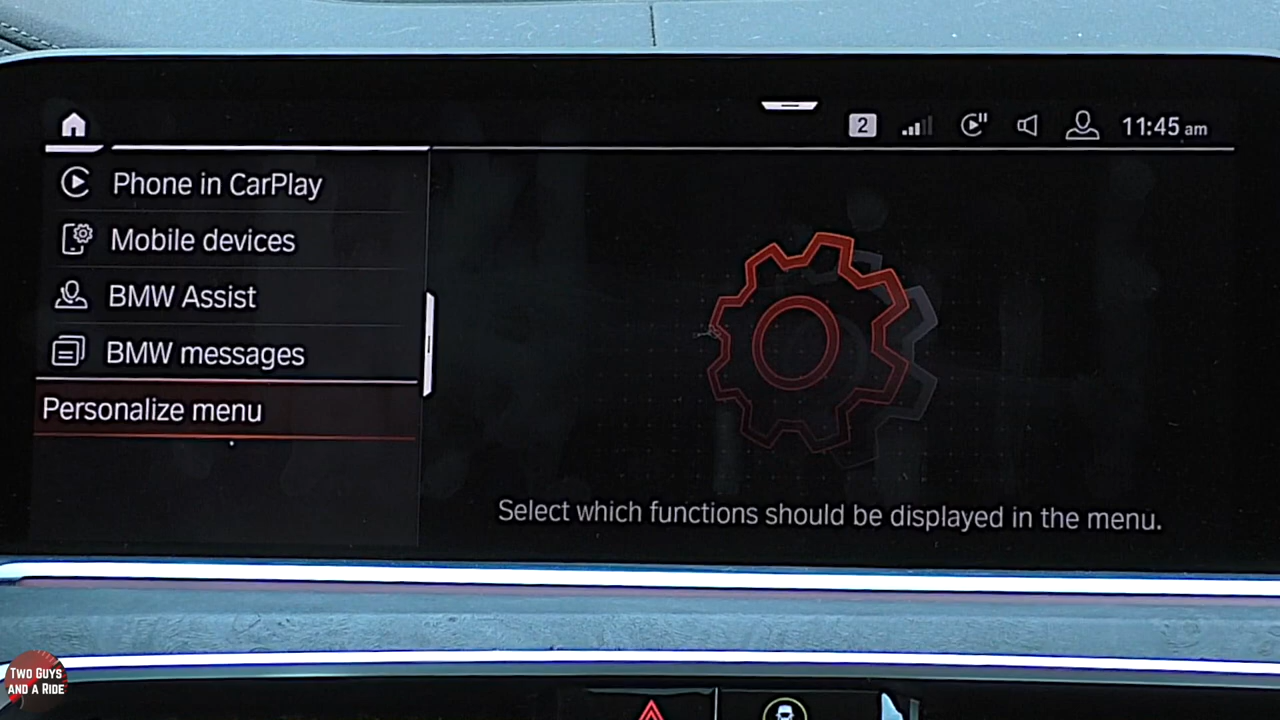 2
11:45 am
Phone in CarPlay
Mobile devices
BMW Assist
BMW messages
Personalize menu
Select which functions should be displayed in the menu.
TWO GUYS
AND A RIDE